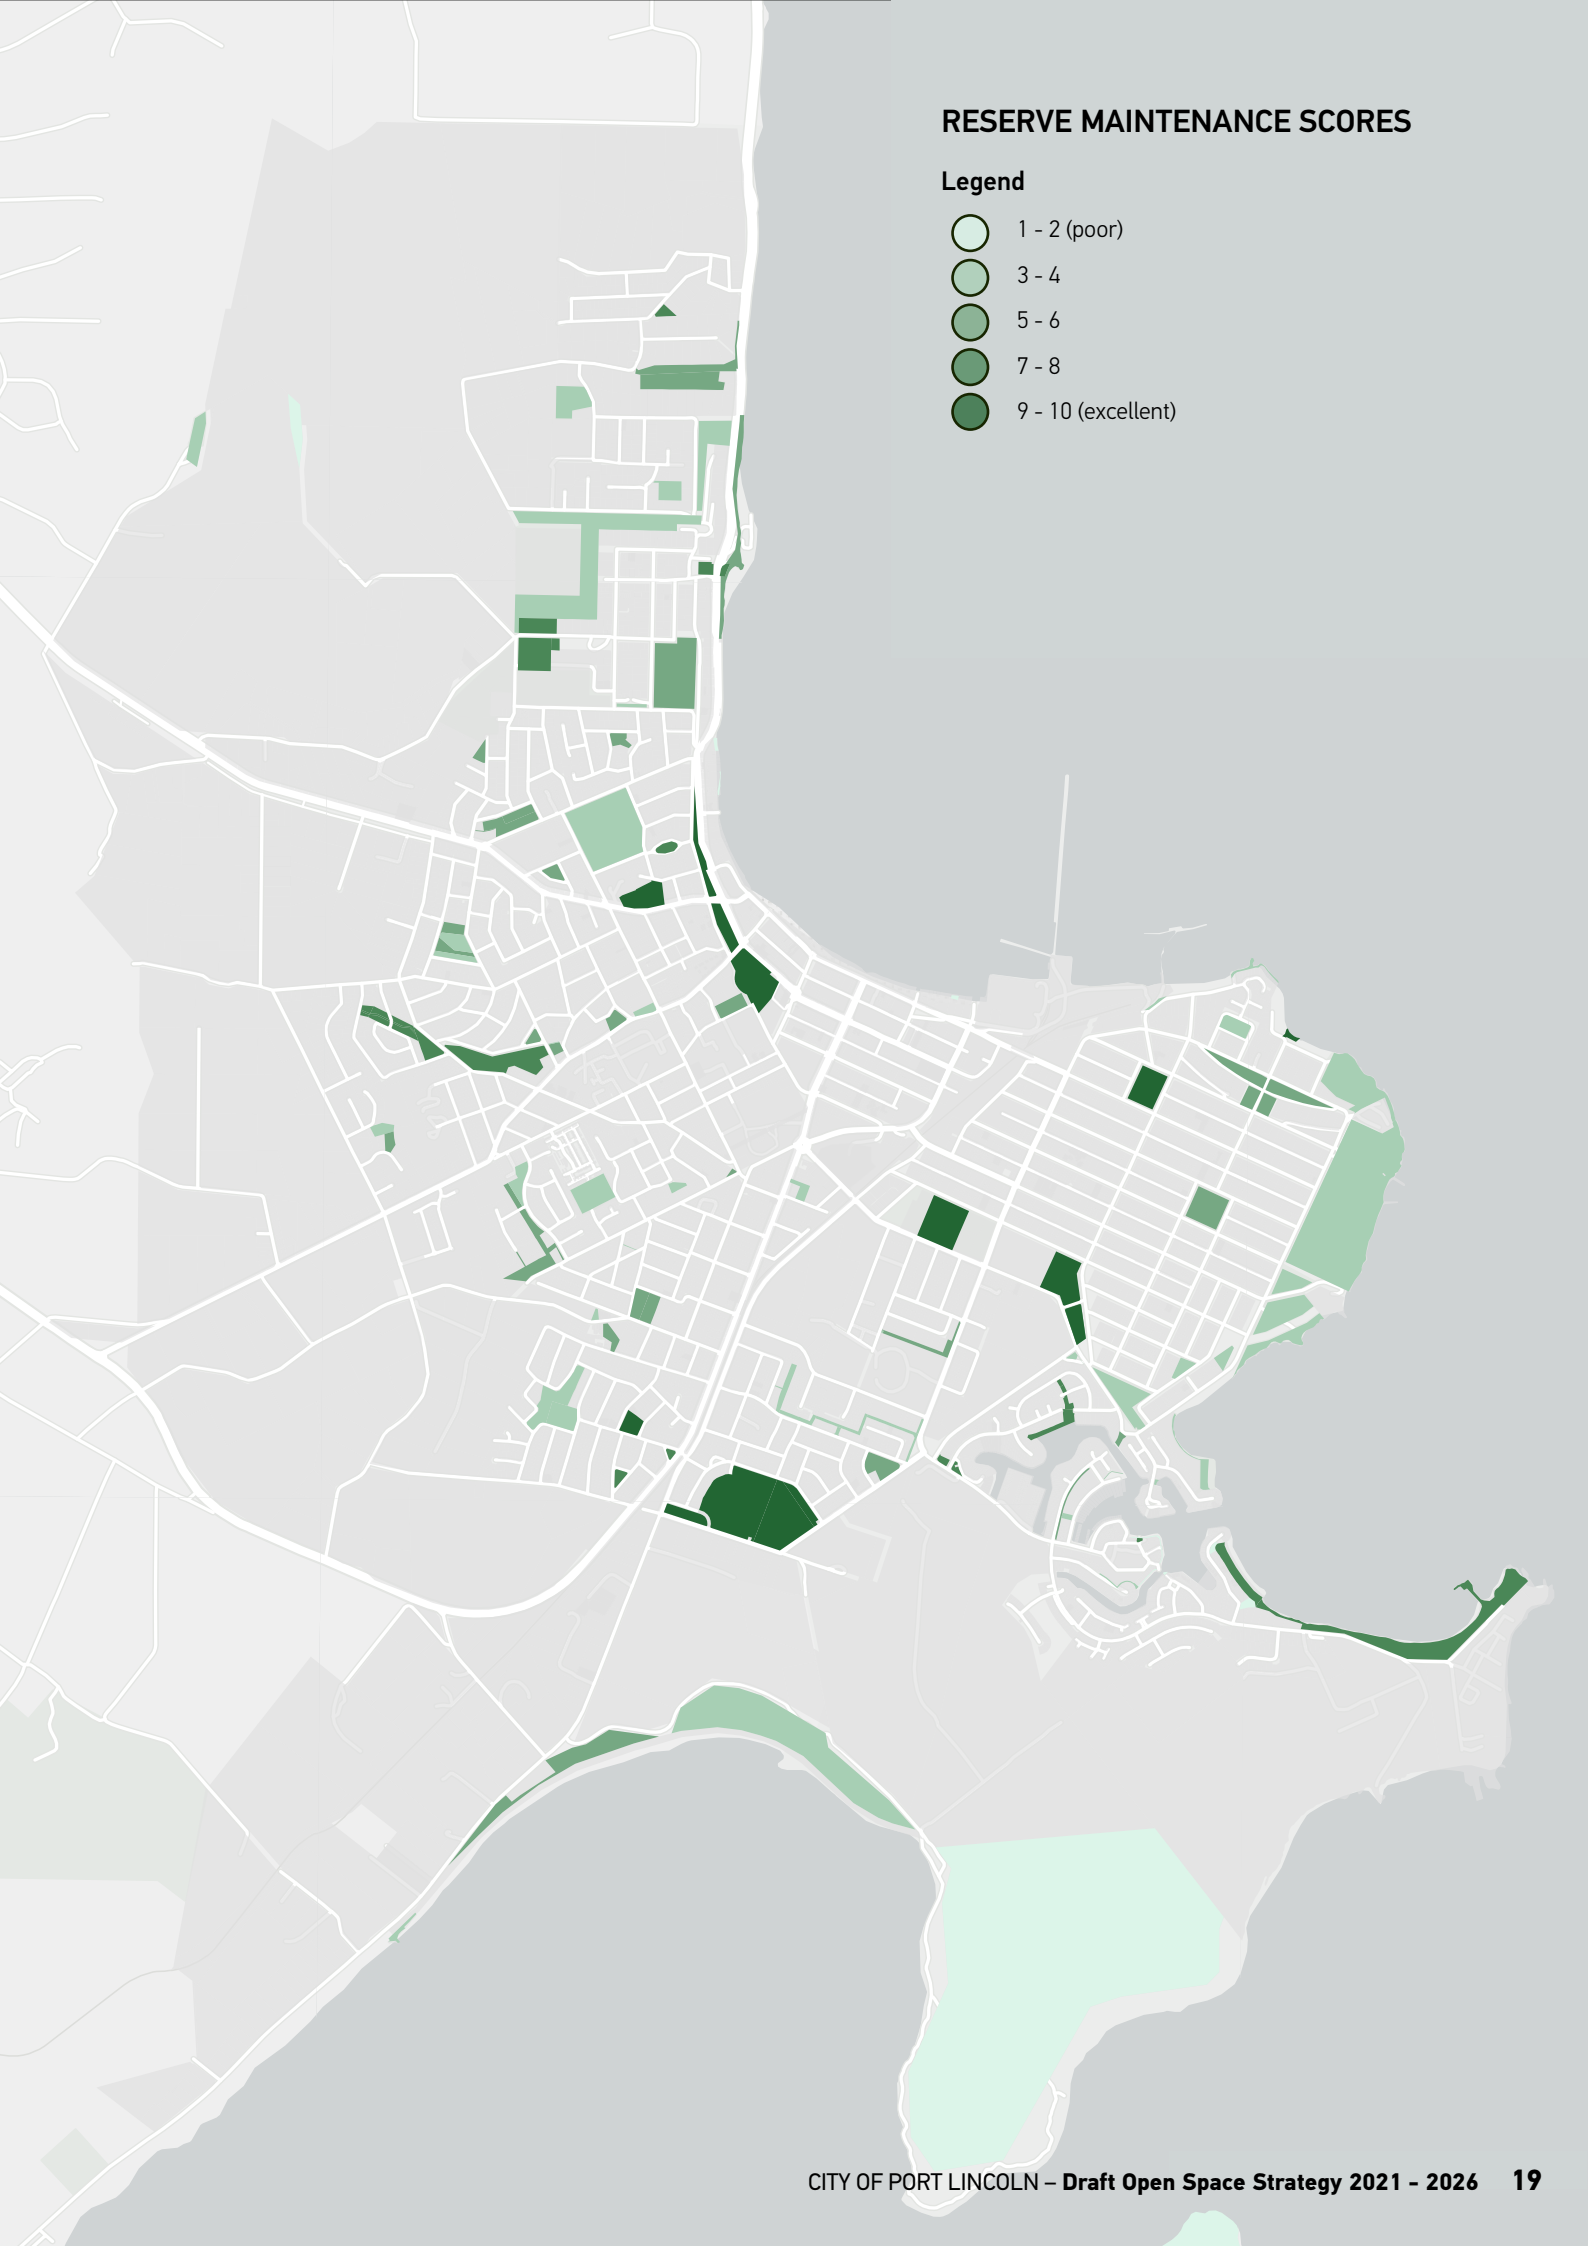 RESERVE MAINTENANCE SCORES
Legend
1 - 2 (poor)
3 - 4
5 - 6
7 - 8
9 - 10 (excellent)
CITY OF PORT LINCOLN – Draft Open Space Strategy 2021 - 2026 19